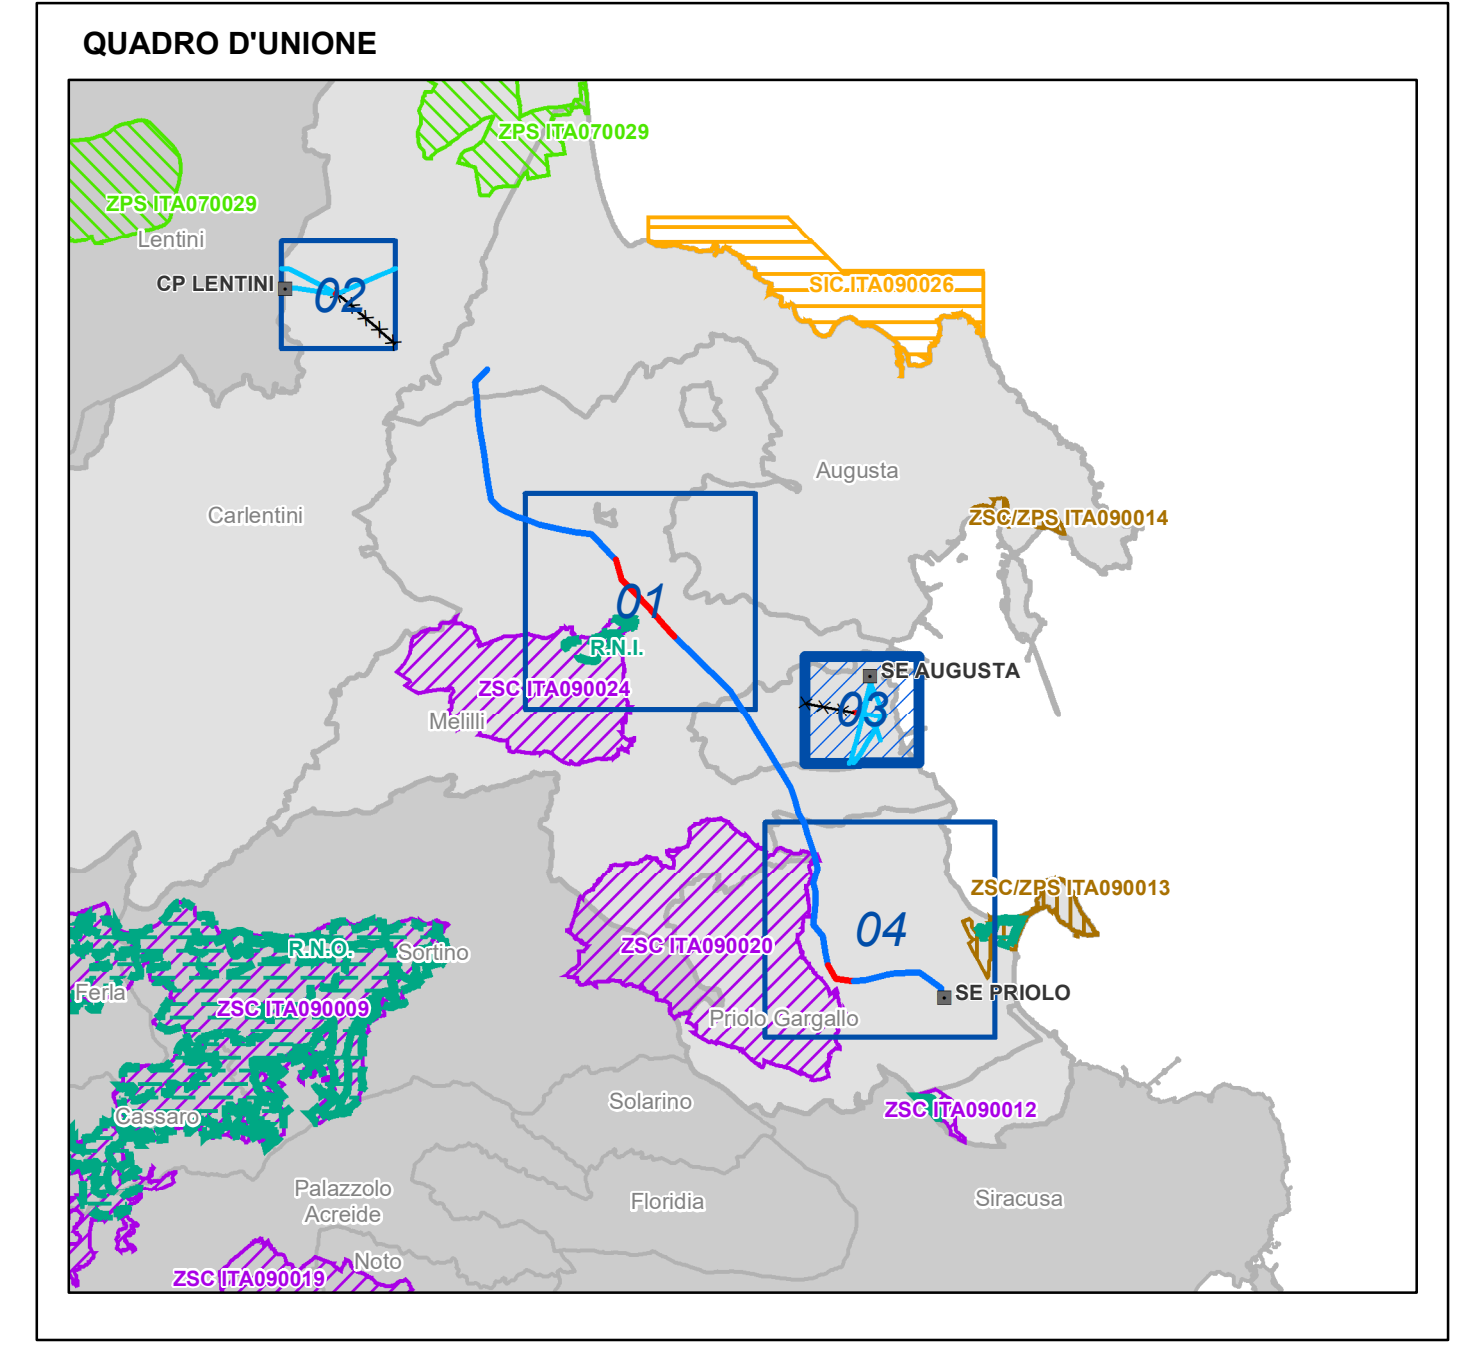 QUADRO D'UNIONE
ZPS ITA070029
ZPS ITA070029
Lentini
CP LENTINI
02
SIC ITA090026
Augusta
Carlentini
ZSC/ZPS ITA090014
01
R.N.I.
ZSC ITA090024
Melilli
SE AUGUSTA
03
ZSC/ZPS ITA090013
04
R.N.O.
Sortino
ZSC ITA090020
Ferla
ZSC ITA090009
SE PRIOLO
Priolo Gargallo
Cassaro
Solarino
ZSC ITA090012
Palazzolo
Acreide
Floridia
Siracusa
Noto
ZSC ITA090019